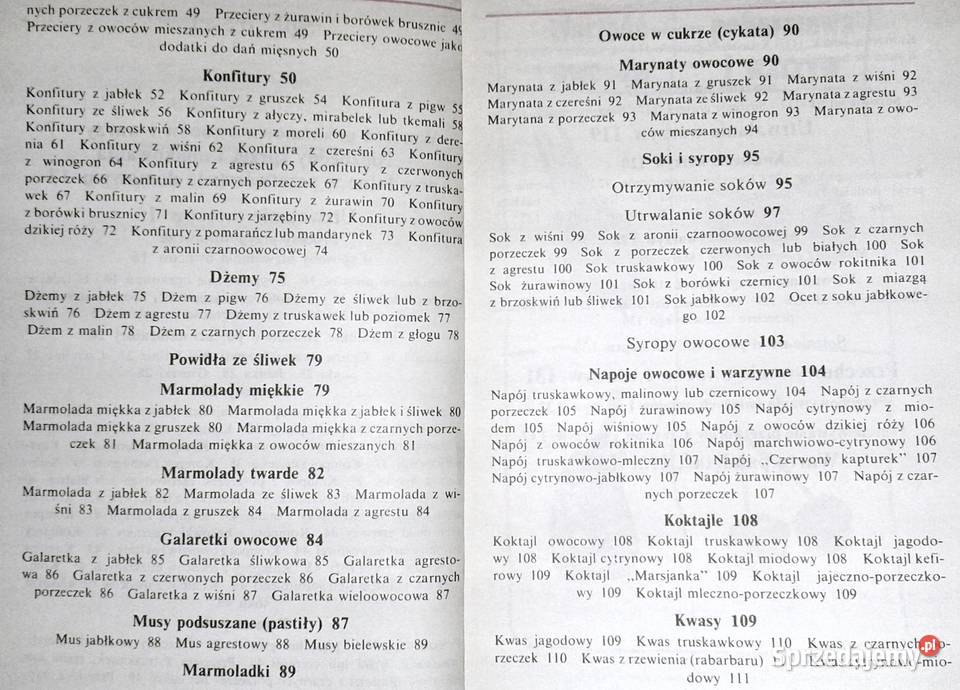 nych porzeczek z cukrem 49 Przeciery z żurawin i borówek brusznic 49
Przeciery z owoców mieszanych z cukrem 49 Przeciery owocowe jako
dodatki do dań mięsnych 50
Konfitury 50
Konfitury z jabłek 52 Konfitury z gruszek 54 Konfitura z pigw 55
Konfitury ze śliwek 56 Konfitury z ałyczy, mirabelek lub tkemali 58
Konfitury z brzoskwiń 58 Konfitury z moreli 60 Konfitury z dere-
nia 61 Konfitury z wiśni 62 Konfitura z czereśni 63 Konfitury
z winogron 64 Konfitury z agrestu 65 Konfitury z czerwonych
porzeczek 66 Konfitury z czarnych porzeczek 67 Konfitury z truska-
wek 67 Konfitury z malin 69 Konfitury z żurawin 70 Konfitury
z borówki brusznicy 71 Konfitury z jarzębiny 72 Konfitury z owoców
dzikiej róży 72 Konfitury z pomarańcz lub mandarynek 73 Konfitura
z aronii czarnoowocowej 74
Dżemy 75
Dżemy z jabłek 75 Dżem z pigw 76 Dżemy ze śliwek lub z brzo-
skwiń 76 Dżem z agrestu 77 Dżemy z truskawek lub poziomek 77
Dżem z malin 78 Dżem z czarnych porzeczek 78 Dżem z głogu 78
Powidła ze śliwek 79
Marmolady miękkie 79
Marmolada miękka z jabłek 80 Marmolada miękka z jabłek i śliwek 80
Marmolada miękka z gruszek 80 Marmolada miękka z czarnych porze-
czek 81 Marmolada miękka z owoców mieszanych 81
Marmolady twarde 82
Marmolada z jabłek 82 Marmolada ze śliwek 83 Marmolada z wi-
śni 83 Marmolada z gruszek 84 Marmolada z agrestu 84
Galaretki owocowe 84
Galaretka z jabłek 85 Galaretka śliwkowa 85 Galaretka agresto-
wa 86 Galaretka z czerwonych porzeczek 86 Galaretka z czarnych
porzeczek 86 Galaretka z wiśni 87 Galaretka wieloowocowa 87
Musy podsuszane (pastiły) 87
Mus jabłkowy 88 Mus agrestowy 88 Musy bielewskie 89
Marmoladki 89
Owoce w cukrze (cykata) 90
Marynaty owocowe 90
Marynata z jabłek 91 Marynata z gruszek 91 Marynata z wiśni 92
Marynata z czereśni 92 Marynata ze śliwek 92 Marynata z agrestu 93
Marytana z porzeczek 93 Marynata z winogron 93 Marynata z owo-
ców mieszanych 94
Soki i syropy 95
Otrzymywanie soków 95
Utrwalanie soków 97
Sok z wiśni 99 Sok z aronii czarnoowocowej 99 Sok z czarnych
porzeczek 99 Sok z porzeczek czerwonych lub białych 100 Sok
z agrestu 100 Sok truskawkowy 100 Sok z owoców rokitnika 101
Sok żurawinowy 101 Sok z borówki czernicy 101 Sok z miazgą
z brzoskwiń lub śliwek 101 Sok jabłkowy 102 Ocet z soku jabłkowe-
go 102
Syropy owocowe 103
Napoje owocowe i warzywne 104
Napój truskawkowy, malinowy lub czernicowy 104 Napój z czarnych
porzeczek 105 Napój żurawinowy 105 Napój cytrynowy z mio-
dem 105 Napój wiśniowy 105 Napój z owoców dzikiej róży 106
Napój z owoców rokitnika 106 Napój marchwiowo-cytrynowy 106
Napój truskawkowo-mleczny 107 Napój „Czerwony kapturek" 107
Napój cytrynowo-jabłkowy 107 Napój żurawinowy 107 Napój z czar-
nych porzeczek 107
Koktajle 108
Koktajl owocowy 108 Koktajl truskawkowy 108 Koktajl jagodo-
wy 108 Koktajl cytrynowy 108 Koktajl miodowy 108 Koktajl kefi-
rowy 109 Koktajl „Marsjanka" 109 Koktajl jajeczno-porzeczko-
wy 109 Koktajl mleczno-porzeczkowy 109
Kwasy 109
Kwas jagodowy 109 Kwas truskawkowy 110 Kwas z czarnych po-
rzeczek 110 Kwas z rzewienia (rabarbaru) mio-
dowy 111
Sprzedajemy.pl